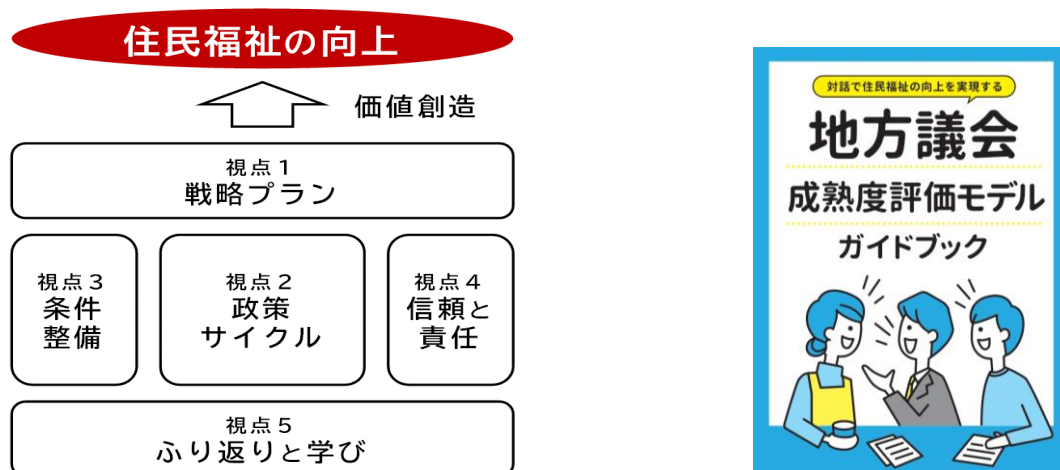 住民福祉の向上
価値創造
視点１
戦略プラン
視点３
条件
整備
視点２
政策
サイクル
視点４
信頼と
責任
視点５
ふり返りと学び
対話で住民福祉の向上を実現する
地方議会
成熟度評価モデル
ガイドブック